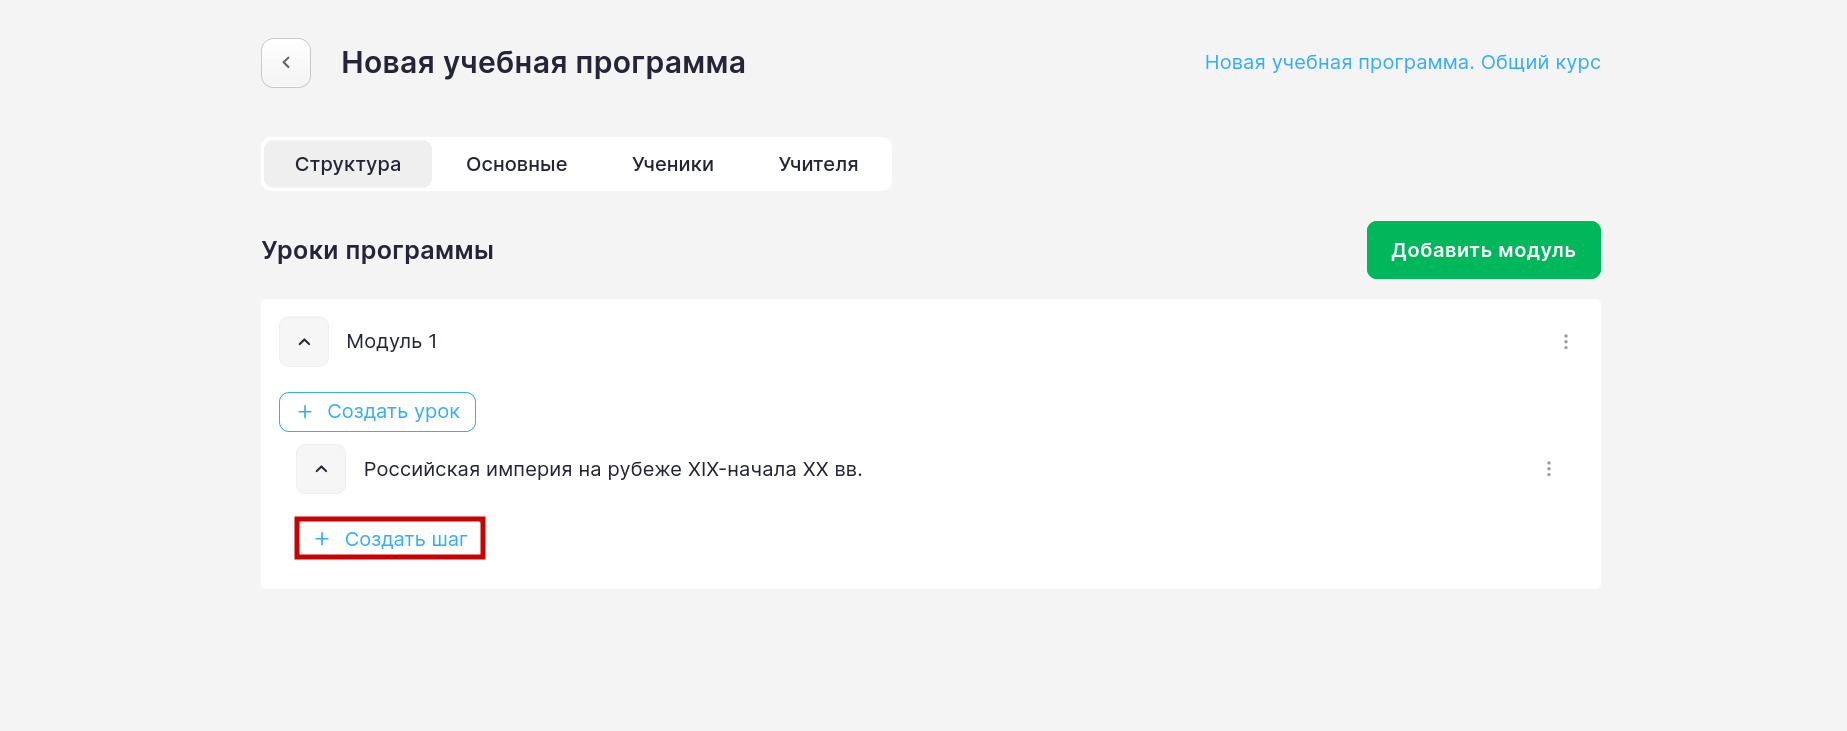 Новая учебная программа
Новая учебная программа. Общий курс
Структура Основные Ученики Учителя
Уроки программы
Добавить модуль
Модуль 1
+ Создать урок
Российская империя на рубеже XIX-начала XX вв.
+ Создать шаг